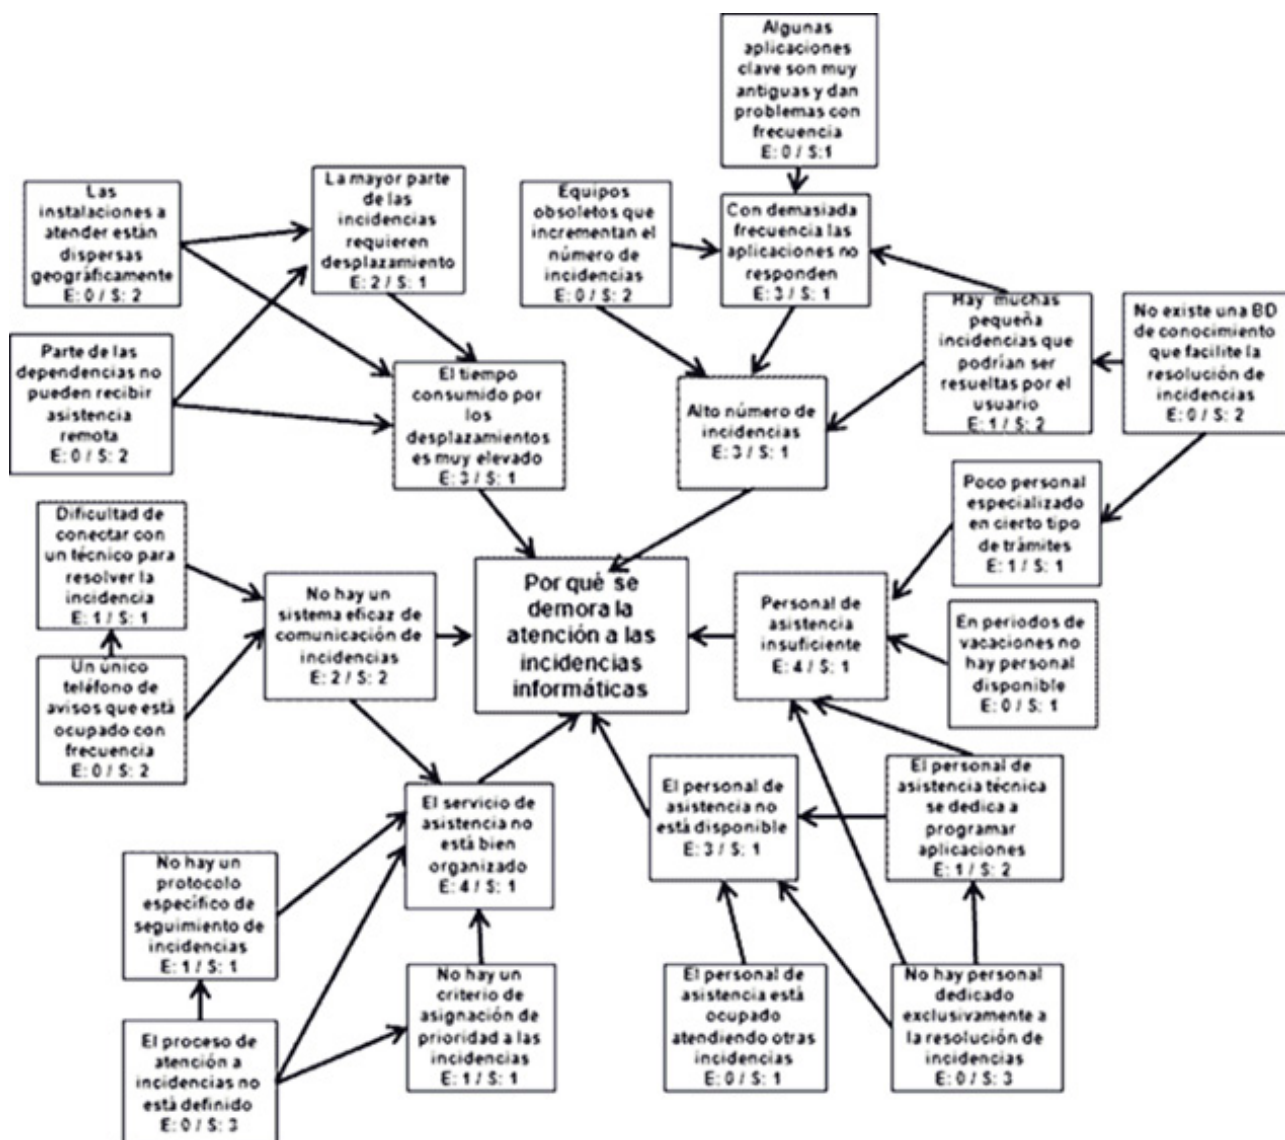 Algunas
aplicaciones
clave son muy
antiguas y dan
problemas con
frecuencia
E: 0 / S:1
Las
instalaciones a
atender están
dispersas
geográficamente
E: 0 / S: 2
La mayor parte
de las
incidencias
requieren
desplazamiento
E: 2 / S: 1
Equipos
obsoletos que
incrementan el
número de
incidencias
E: 0 / S: 2
Con demasiada
frecuencia las
aplicaciones no
responden
E: 3 / S: 1
Hay muchas
pequeña
incidencias que
podrían ser
resueltas por el
usuario
E: 1 / S: 2
No existe una BD
de conocimiento
que facilite la
resolución de
incidencias
E: 0 / S: 2
Parte de las
dependencias no
pueden recibir
asistencia
remota
E: 0 / S: 2
El tiempo
consumido por
los
desplazamientos
es muy elevado
E: 3 / S: 1
Alto número de
incidencias
E: 3 / S: 1
Poco personal
especializado
en cierto tipo
de trámites
E: 1 / S: 1
Dificultad de
conectar con
un técnico para
resolver la
incidencia
E: 1 / S: 1
No hay un
sistema eficaz de
comunicación de
incidencias
E: 2 / S: 2
Por qué se
demora la
atención a las
incidencias
informáticas
Personal de
asistencia
insuficiente
E: 4 / S: 1
En periodos de
vacaciones no
hay personal
disponible
E: 0 / S: 1
Un único
teléfono de
avisos que está
ocupado con
frecuencia
E: 0 / S: 2
El servicio de
asistencia no
está bien
organizado
E: 4 / S: 1
El personal de
asistencia no
está disponible
E: 3 / S: 1
El personal de
asistencia técnica
se dedica a
programar
aplicaciones
E: 1 / S: 2
No hay un
protocolo
específico de
seguimiento de
incidencias
E: 1 / S: 1
No hay un
criterio de
asignación de
prioridad a las
incidencias
E: 1 / S: 1
El personal de
asistencia está
ocupado
atendiendo otras
incidencias
E: 0 / S: 1
No hay personal
dedicado
exclusivamente a
la resolución de
incidencias
E: 0 / S: 3
El proceso de
atención a
incidencias no
está definido
E: 0 / S: 3